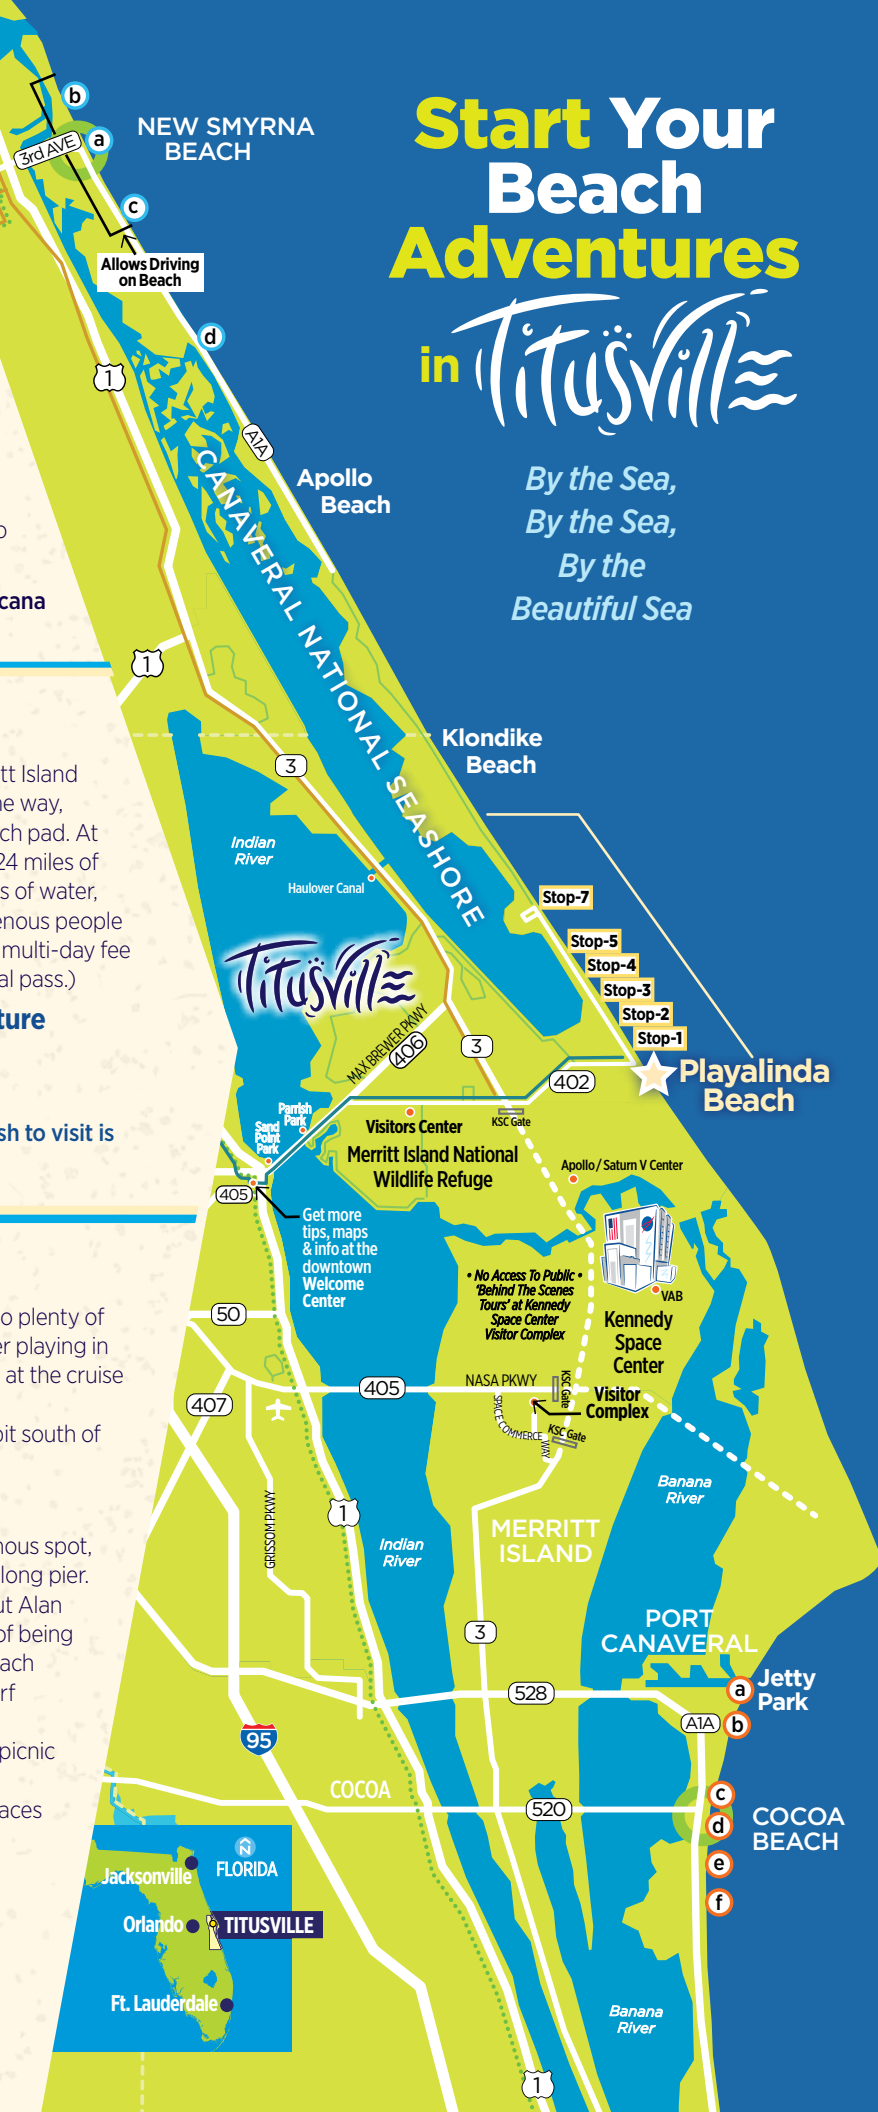 Start Your
Beach
Adventures
in Titusville
By the Sea,
By the Sea,
By the
Beautiful Sea
b
3rd AVE
a
NEW SMYRNA
BEACH
c
Allows Driving
on Beach
d
1
A1A
Apollo
Beach
CANAVERAL NATIONAL SEASHORE
1
Klondike
Beach
3
Indian
River
Haulover Canal
Titusville
Stop-7
Stop-5
Stop-4
Stop-3
Stop-2
Stop-1
Playalinda
Beach
MAX BREWER PKWY
406
3
402
KSC Gate
Parrish
Park
Sand
Point
Park
Visitors Center
Merritt Island National
Wildlife Refuge
Apollo / Saturn V Center
405
Get more
tips, maps
& info at the
downtown
Welcome
Center
• No Access To Public •
'Behind The Scenes
Tours' at Kennedy
Space Center
Visitor Complex
VAB
Kennedy
Space
Center
50
405
NASA PKWY
KSC Gate
Visitor
Complex
407
SPACE COMMERCE WAY
KSC Gate
GRISSOM PKWY
1
Indian
River
Banana
River
MERRITT
ISLAND
3
PORT
CANAVERAL
Jetty
Park
a
528
A1A
b
95
COCOA
520
c
d
COCOA
BEACH
e
f
Banana
River
1
N
FLORIDA
Jacksonville
Orlando
TITUSVILLE
Ft. Lauderdale
o
cana
tt Island
ne way,
ch pad. At
24 miles of
s of water,
enous people
multi-day fee
al pass.)
ture
sh to visit is
o plenty of
er playing in
at the cruise
bit south of
nous spot,
long pier.
ut Alan
of being
ach
rf
picnic
aces